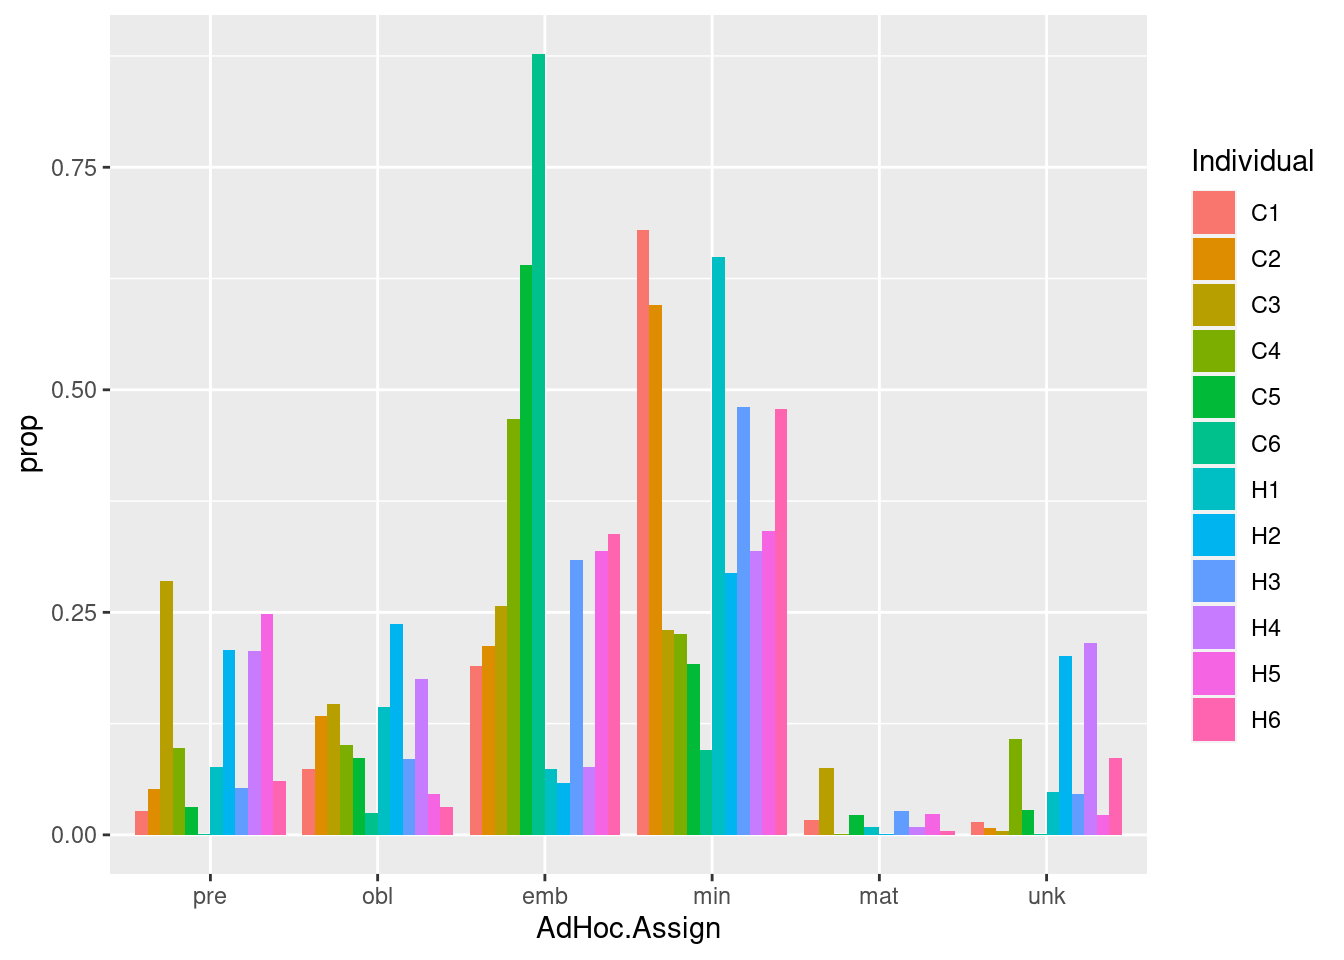 0.75
0.50
0.25
0.00
prop
pre obl emb min mat unk
AdHoc.Assign
Individual
C1
C2
C3
C4
C5
C6
H1
H2
H3
H4
H5
H6